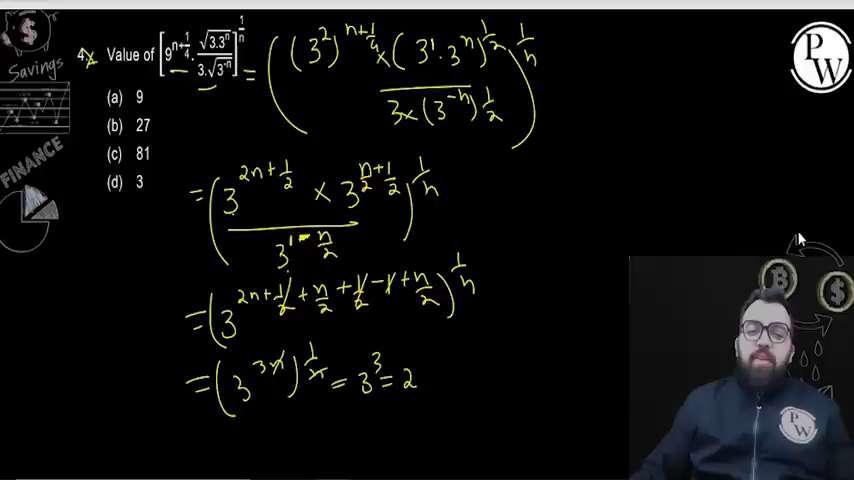 4. Value of [9^(n+1/4) · √(3.3^n) / (3.√(3^-n))]^(1/n) = ((3^2)^(n+1/4) × (3^1 · 3^n)^(1/2) / (3 × (3^-n)^(1/2)))^(1/n)
(a) 9
(b) 27
(c) 81
(d) 3
= (3^(2n+1/2) × 3^(n/2+1/2) / 3^(1-n/2))^(1/n)
= (3^(2n+1/2+n/2+1/2-1+n/2))^(1/n)
= (3^(3n))^(1/n) = 3^3 = 2
Savings
FINANCE
PW
B
$
$
PW